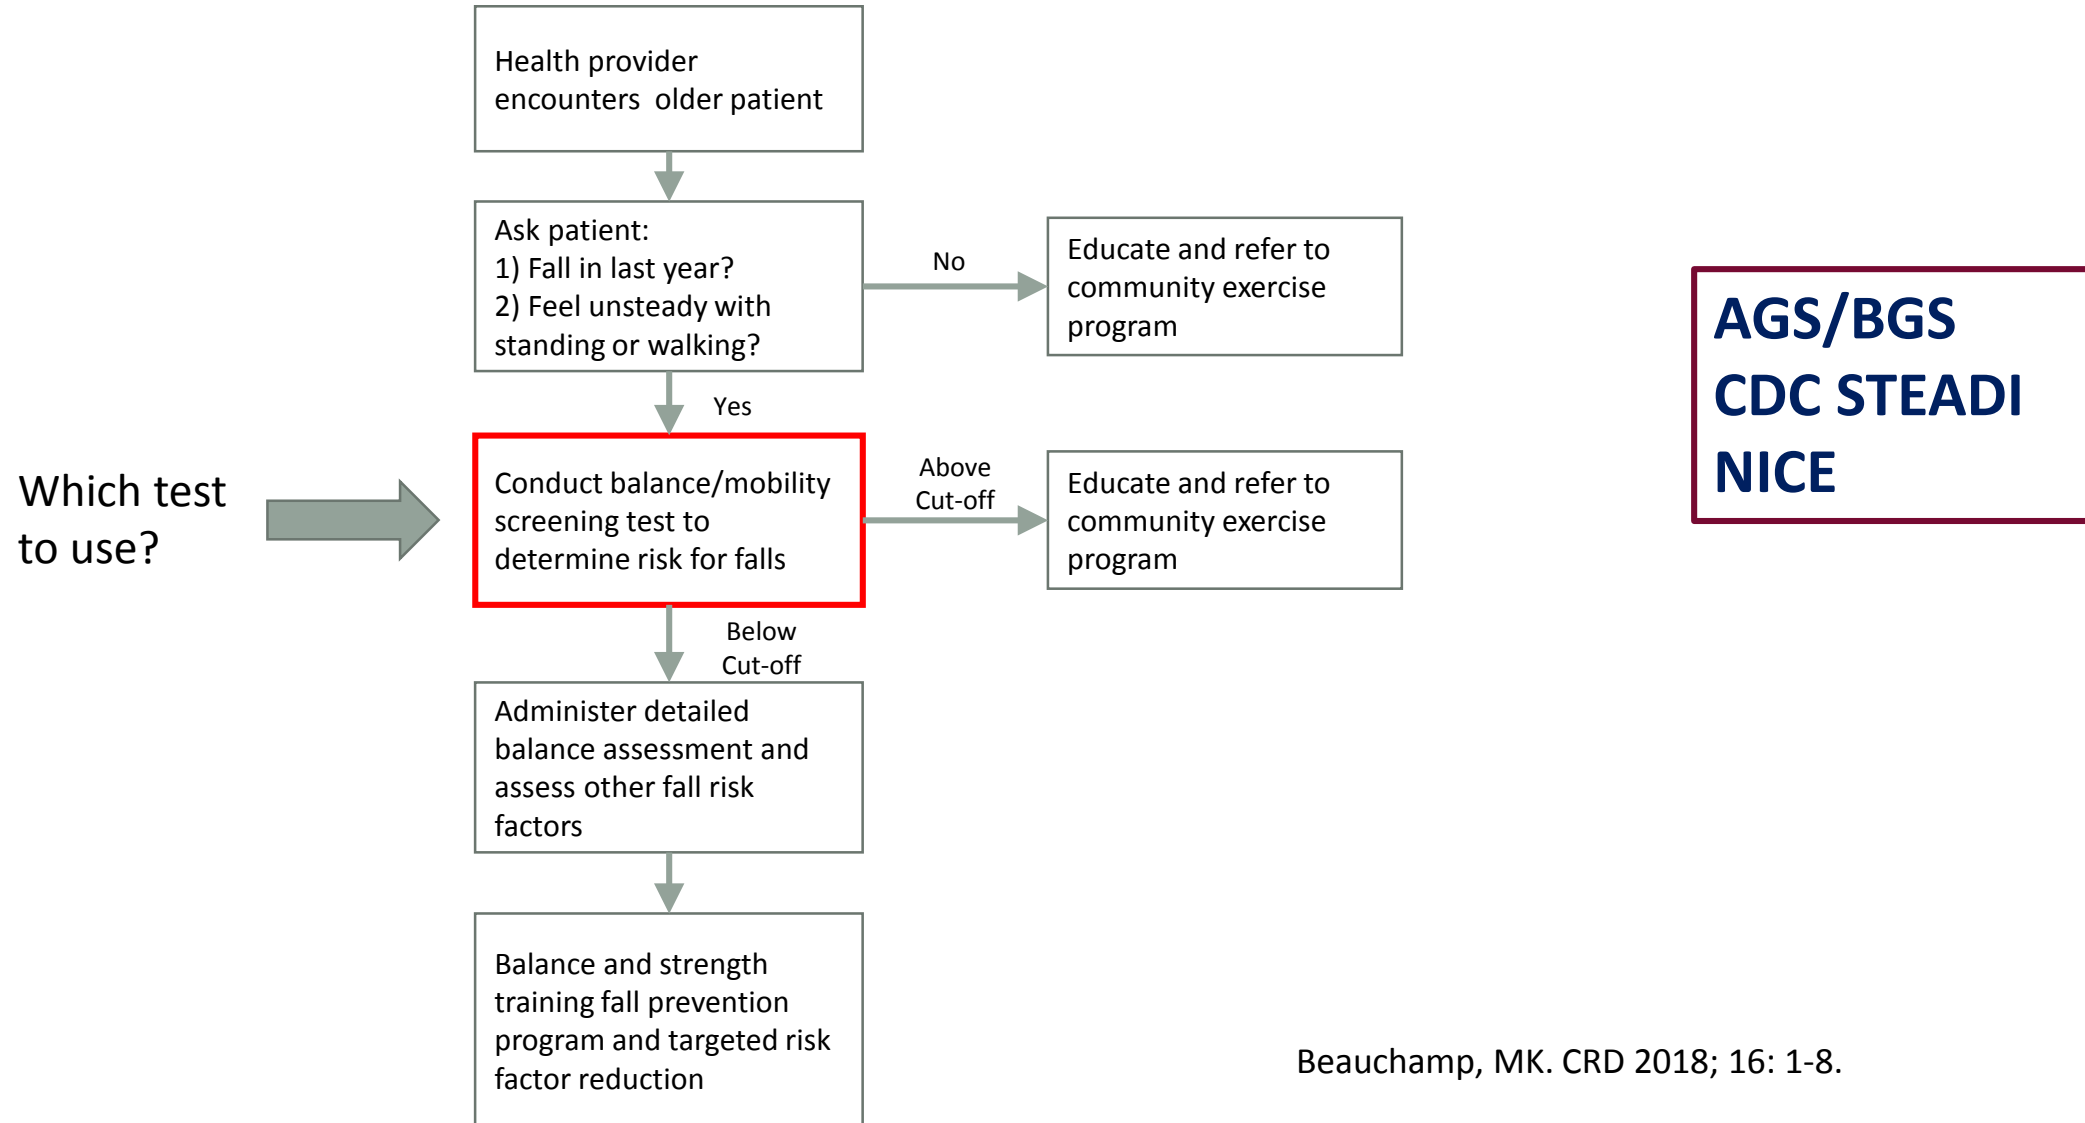 Health provider
encounters older patient
Ask patient:
1) Fall in last year?
2) Feel unsteady with
standing or walking?
No
Educate and refer to
community exercise
program
Yes
Which test
to use?
Conduct balance/mobility
screening test to
determine risk for falls
Above
Cut-off
Educate and refer to
community exercise
program
AGS/BGS
CDC STEADI
NICE
Below
Cut-off
Administer detailed
balance assessment and
assess other fall risk
factors
Balance and strength
training fall prevention
program and targeted risk
factor reduction
Beauchamp, MK. CRD 2018; 16: 1-8.